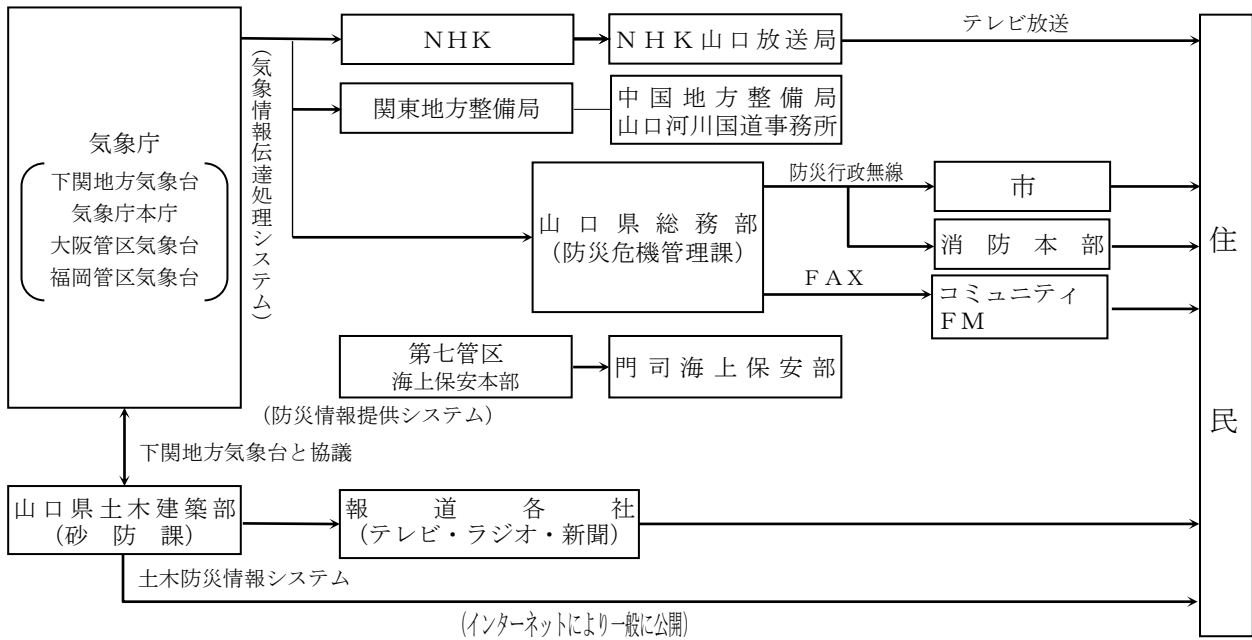 気象庁
下関地方気象台
気象庁本庁
大阪管区気象台
福岡管区気象台
(気象情報伝達処理システム)
NHK
NHK山口放送局
テレビ放送
関東地方整備局
中国地方整備局
山口河川国道事務所
山口県総務部
(防災危機管理課)
防災行政無線
市
消防本部
FAX
コミュニティ
FM
第七管区
海上保安本部
門司海上保安部
(防災情報提供システム)
下関地方気象台と協議
山口県土木建築部
(砂防課)
報道各社
(テレビ・ラジオ・新聞)
土木防災情報システム
(インターネットにより一般に公開)
住民